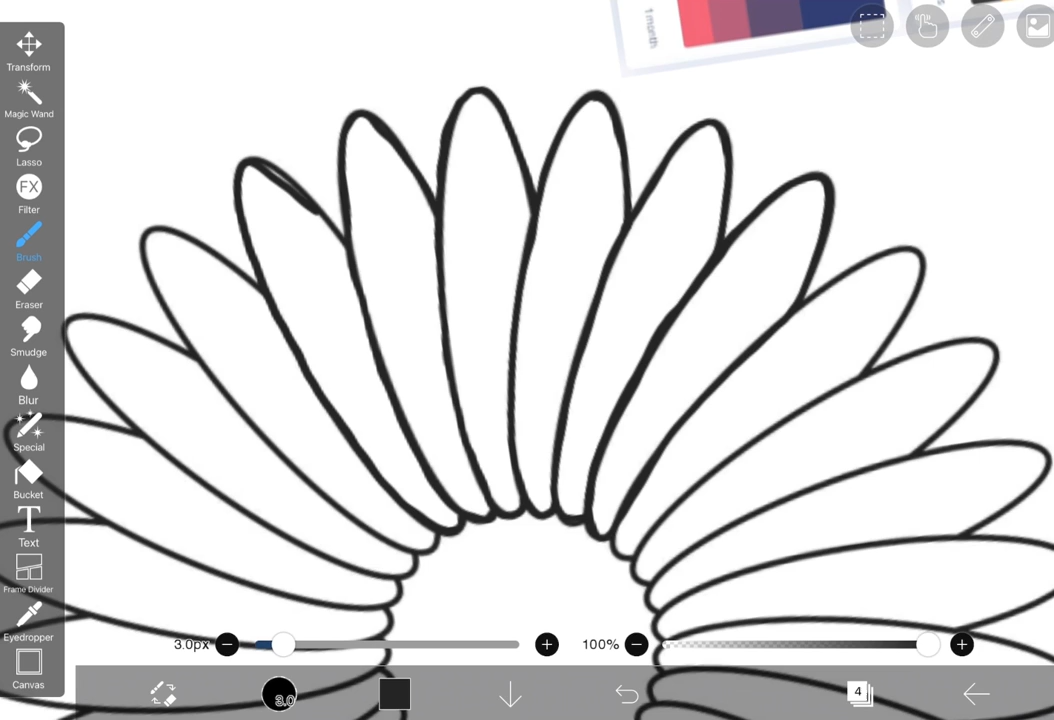 1 month
Transform
Magic Wand
Lasso
FX
Filter
Brush
Eraser
Smudge
Blur
Special
Bucket
T
Text
Frame Divider
Eyedropper
Canvas
3.0px
100%
3.0
4